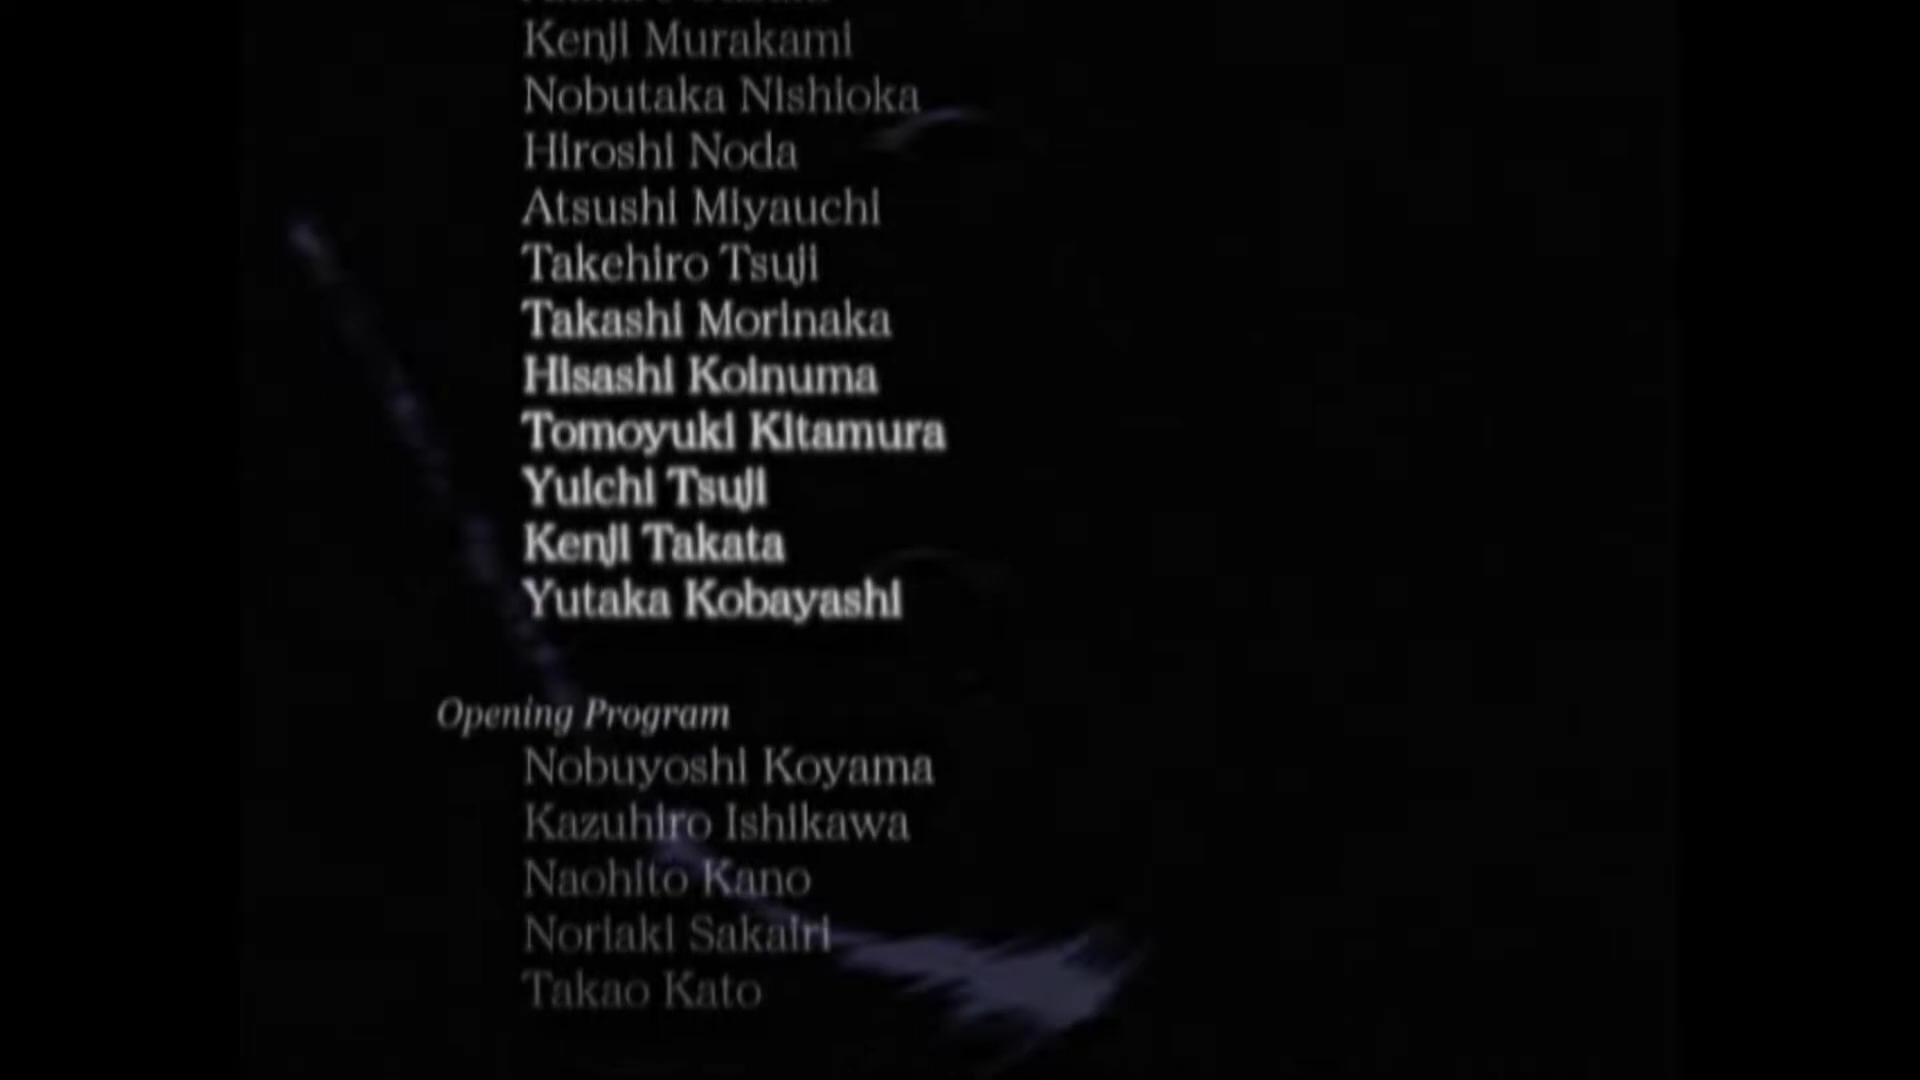 Kenji Murakami
Nobutaka Nishioka
Hiroshi Noda
Atsushi Miyauchi
Takehiro Tsuji
Takashi Morinaka
Hisashi Koinuma
Tomoyuki Kitamura
Yuichi Tsuji
Kenji Takata
Yutaka Kobayashi
Opening Program
Nobuyoshi Koyama
Kazuhiro Ishikawa
Naohito Kano
Noriaki Sakairi
Takao Kato